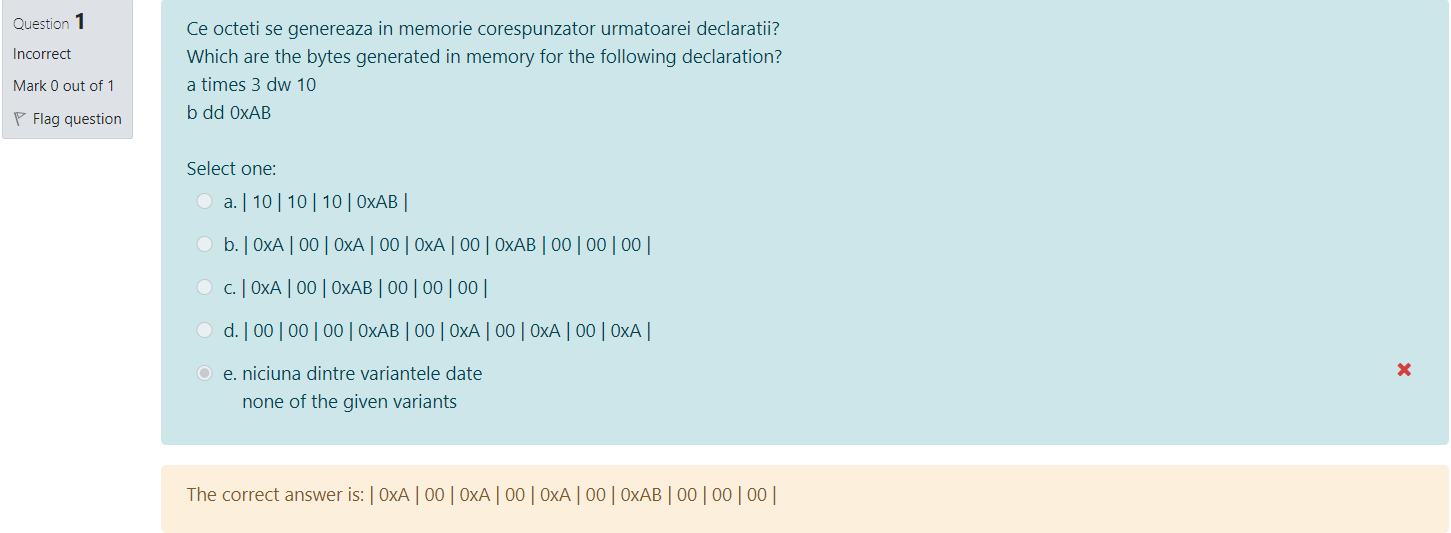 Question 1
Incorrect
Mark 0 out of 1
Flag question
Ce octeti se genereaza in memorie corespunzator urmatoarei declaratii?
Which are the bytes generated in memory for the following declaration?
a times 3 dw 10
b dd 0xAB
Select one:
a. | 10 | 10 | 10 | 0xAB |
b. | 0xA | 00 | 0xA | 00 | 0xA | 00 | 0xAB | 00 | 00 | 00 |
c. | 0xA | 00 | 0xAB | 00 | 00 | 00 |
d. | 00 | 00 | 00 | 0xAB | 00 | 0xA | 00 | 0xA | 00 | 0xA |
e. niciuna dintre variantele date
none of the given variants
The correct answer is: | 0xA | 00 | 0xA | 00 | 0xA | 00 | 0xAB | 00 | 00 | 00 |